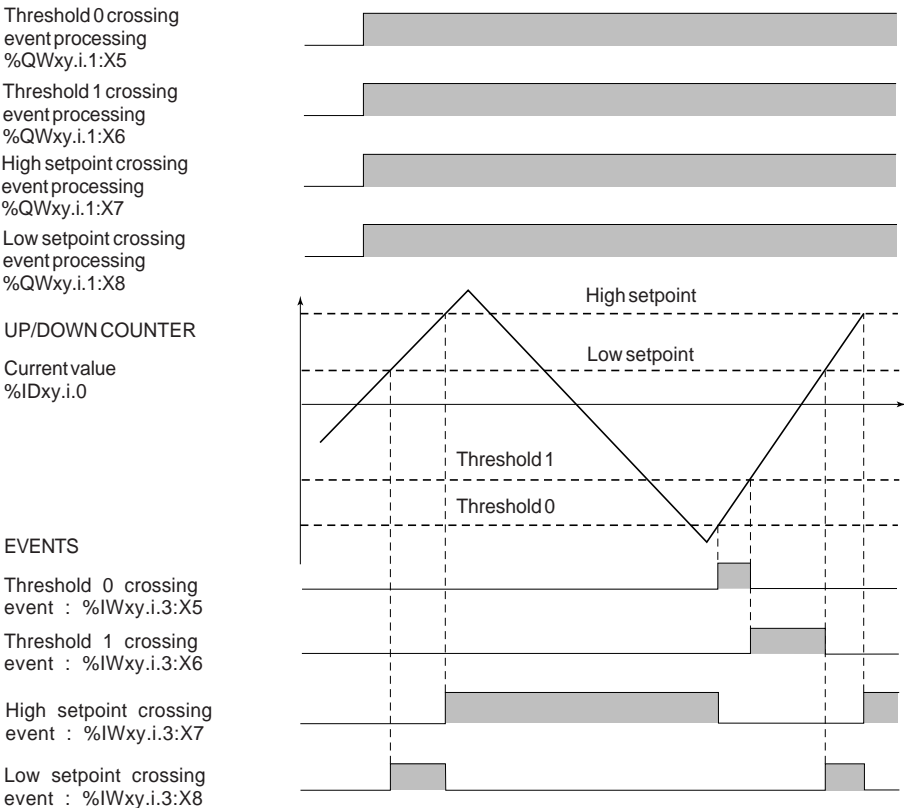 Threshold 0 crossing
event processing
%QWxy.i.1:X5
Threshold 1 crossing
event processing
%QWxy.i.1:X6
High setpoint crossing
event processing
%QWxy.i.1:X7
Low setpoint crossing
event processing
%QWxy.i.1:X8
High setpoint
UP/DOWN COUNTER
Low setpoint
Current value
%IDxy.i.0
Threshold 1
Threshold 0
EVENTS
Threshold 0 crossing
event : %IWxy.i.3:X5
Threshold 1 crossing
event : %IWxy.i.3:X6
High setpoint crossing
event : %IWxy.i.3:X7
Low setpoint crossing
event : %IWxy.i.3:X8